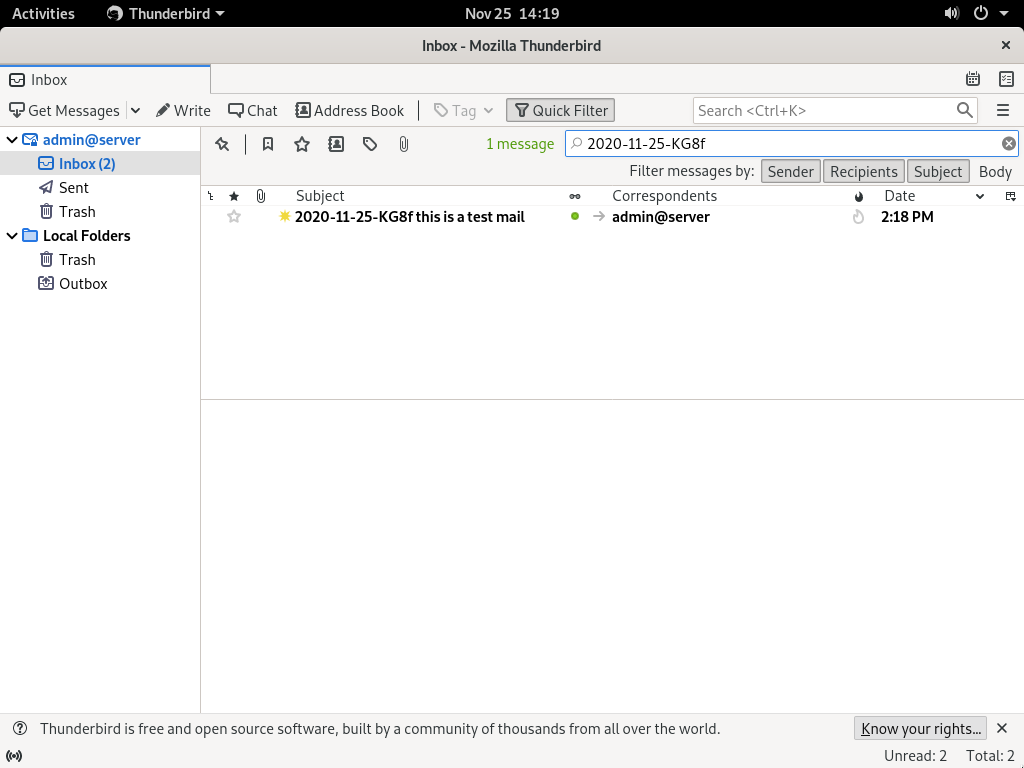 Activities Thunderbird Nov 25 14:19
Inbox - Mozilla Thunderbird
Inbox
Get Messages Write Chat Address Book Tag Quick Filter Search <Ctrl+K>
admin@server 1 message 2020-11-25-KG8f
Inbox (2) Filter messages by: Sender Recipients Subject Body
Sent Subject Correspondents Date
Trash 2020-11-25-KG8f this is a test mail admin@server 2:18 PM
Local Folders
Trash
Outbox
Thunderbird is free and open source software, built by a community of thousands from all over the world. Know your rights...
Unread: 2 Total: 2